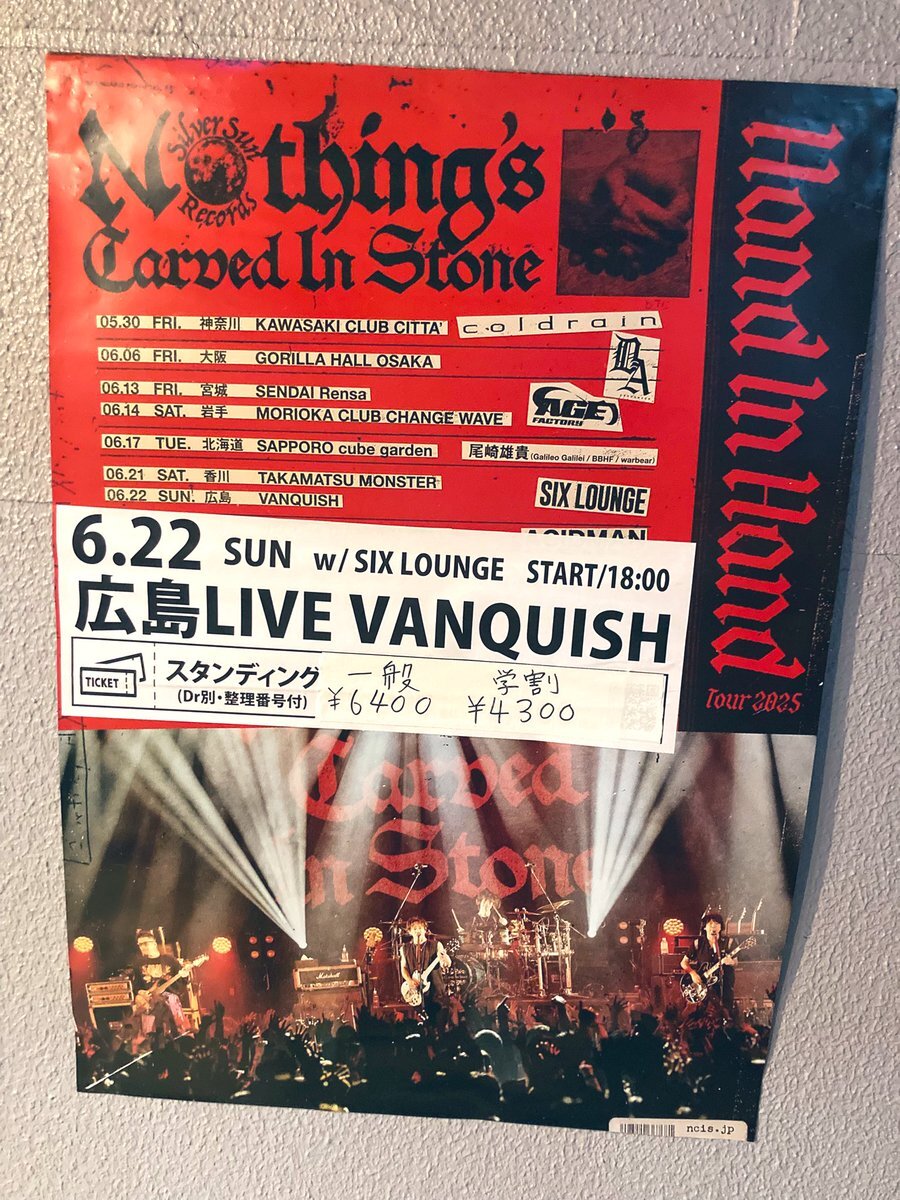 Nothing's
Silver Sun Records
Carved In Stone
Hand In Hand
Tour 2025
05.30 FRI. 神奈川 KAWASAKI CLUB CITTA' coldrain
06.06 FRI. 大阪 GORILLA HALL OSAKA
06.13 FRI. 宮城 SENDAI Rensa
06.14 SAT. 岩手 MORIOKA CLUB CHANGE WAVE
AGE FACTORY
06.17 TUE. 北海道 SAPPORO cube garden 尾崎雄貴(Galileo Galilei / BBHF / warbear)
06.21 SAT. 香川 TAKAMATSU MONSTER
06.22 SUN. 広島 VANQUISH
SIX LOUNGE
ACIDMAN
6.22 SUN w/ SIX LOUNGE START/18:00
広島LIVE VANQUISH
TICKET スタンディング 一般 学割
(Dr別・整理番号付) ¥6400 ¥4300
Carved
In Stone
Marshall
ncis.jp